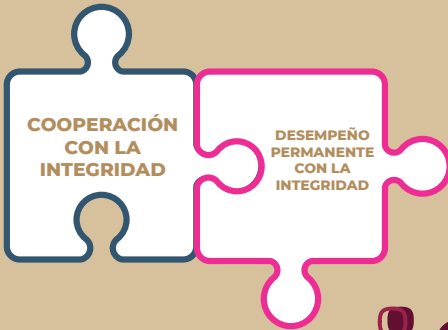 COOPERACIÓN
CON LA
INTEGRIDAD
DESEMPEÑO
PERMANENTE
CON LA
INTEGRIDAD